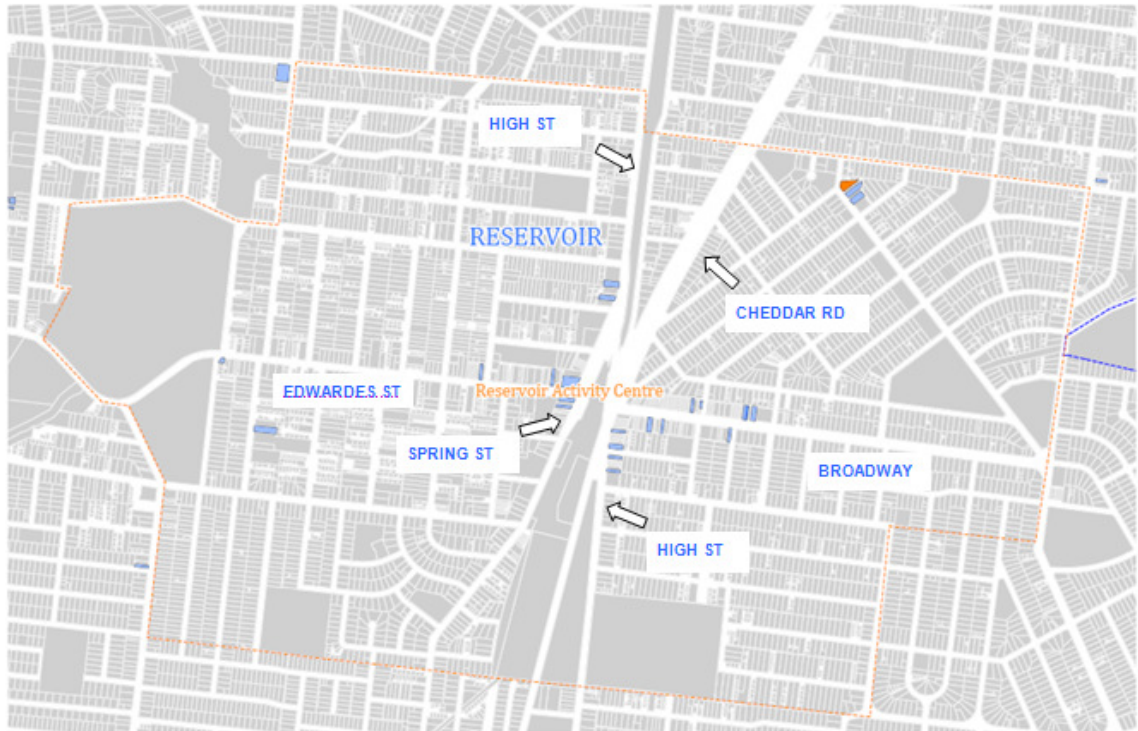 HIGH ST
RESERVOIR
CHEDDAR RD
EDWARDES ST
Reservoir Activity Centre
SPRING ST
BROADWAY
HIGH ST